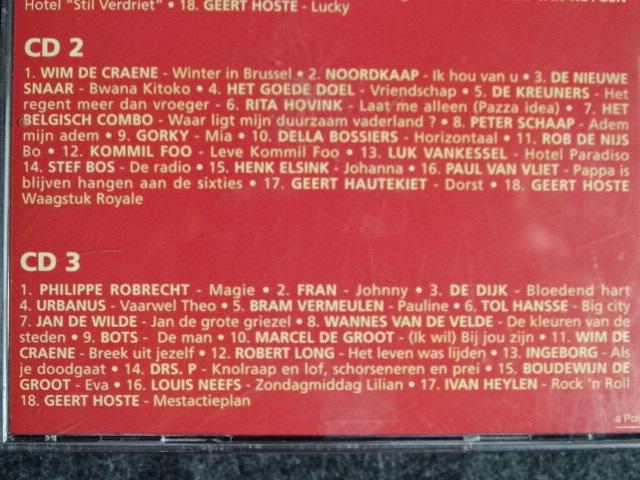 Hotel "Stil Verdriet" • 18. GEERT HOSTE - Lucky
CD 2
1. WIM DE CRAENE - Winter in Brussel • 2. NOORDKAAP - Ik hou van u • 3. DE NIEUWE
SNAAR - Bwana Kitoko • 4. HET GOEDE DOEL - Vriendschap • 5. DE KREUNERS - Het
regent meer dan vroeger - 6. RITA HOVINK - Laat me alleen (Pazza idea) • 7. HET
BELGISCH COMBO - Waar ligt mijn duurzaam vaderland ? • 8. PETER SCHAAP - Adem
mijn adem • 9. GORKY - Mia • 10. DELLA BOSSIERS - Horizontaal • 11. ROB DE NIJS
Bo • 12. KOMMIL FOO - Leve Kommil Foo • 13. LUK VANKESSEL - Hotel Paradiso
14. STEF BOS - De radio • 15. HENK ELSINK - Johanna • 16. PAUL VAN VLIET - Pappa is
blijven hangen aan de sixties • 17. GEERT HAUTEKIET - Dorst • 18. GEERT HOSTE
Waagstuk Royale
CD 3
1. PHILIPPE ROBRECHT - Magie • 2. FRAN - Johnny • 3. DE DIJK - Bloedend hart
4. URBANUS - Vaarwel Theo • 5. BRAM VERMEULEN - Pauline • 6. TOL HANSSE - Big city
7. JAN DE WILDE - Jan de grote griezel • 8. WANNES VAN DE VELDE - De kleuren van de
steden • 9. BOTS - De man • 10. MARCEL DE GROOT - (Ik wil) Bij jou zijn • 11. WIM
DE CRAENE - Breek uit jezelf • 12. ROBERT LONG - Het leven was lijden • 13. INGEBORG - Als
je doodgaat • 14. DRS. P - Knolraap en lof, schorseneren en prei • 15. BOUDEWIJN DE
GROOT - Eva • 16. LOUIS NEEFS - Zondagmiddag Lilian • 17. IVAN HEYLEN - Rock 'n Roll
18. GEERT HOSTE - Mestactieplan